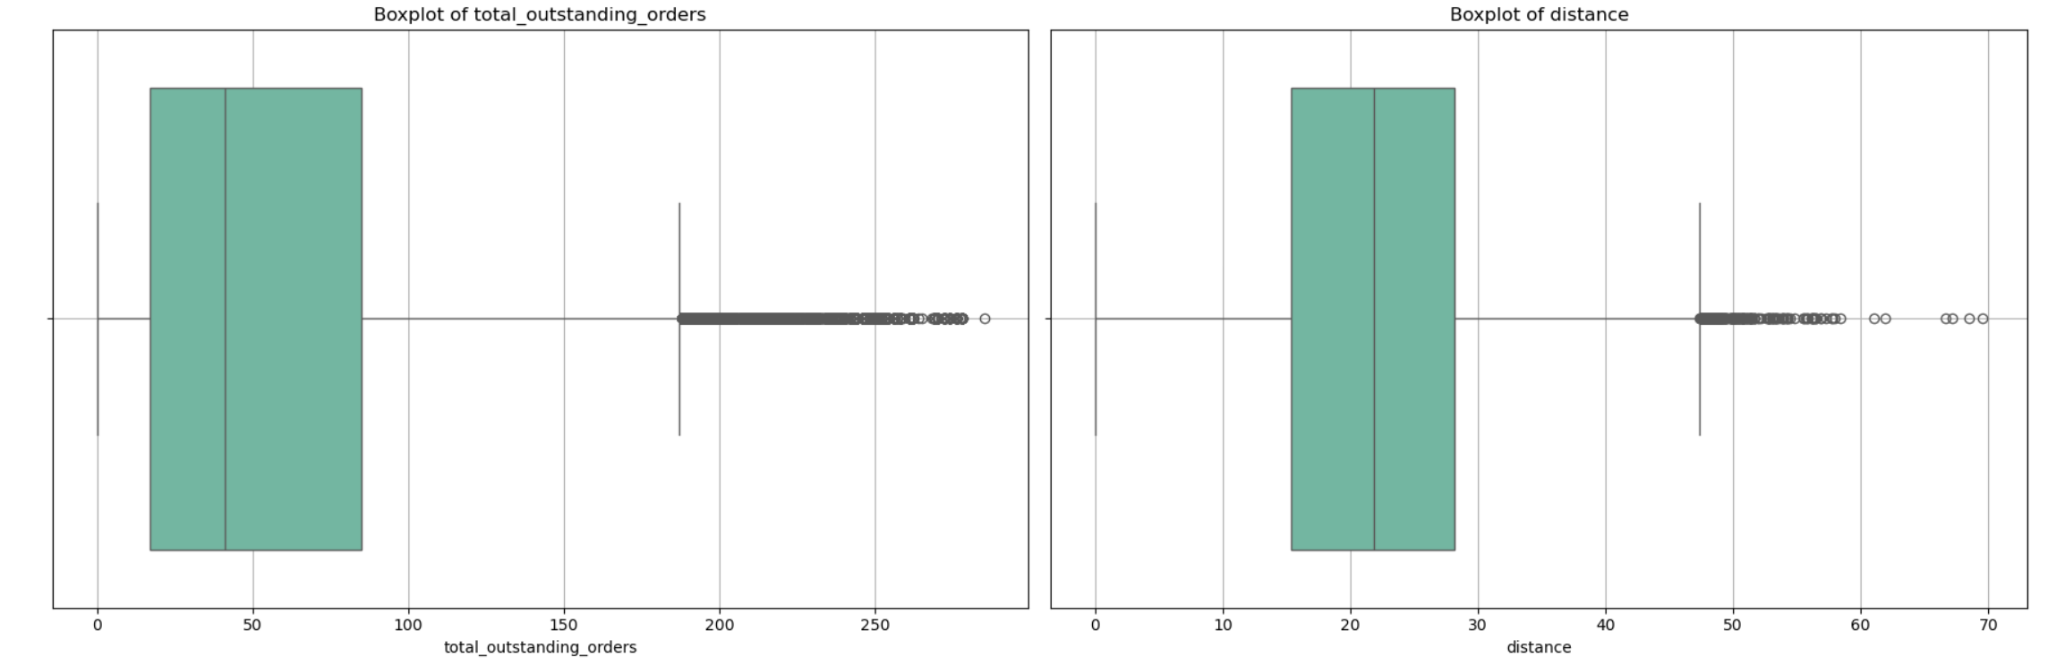 Boxplot of total_outstanding_orders
0 50 100 150 200 250
total_outstanding_orders
Boxplot of distance
0 10 20 30 40 50 60 70
distance